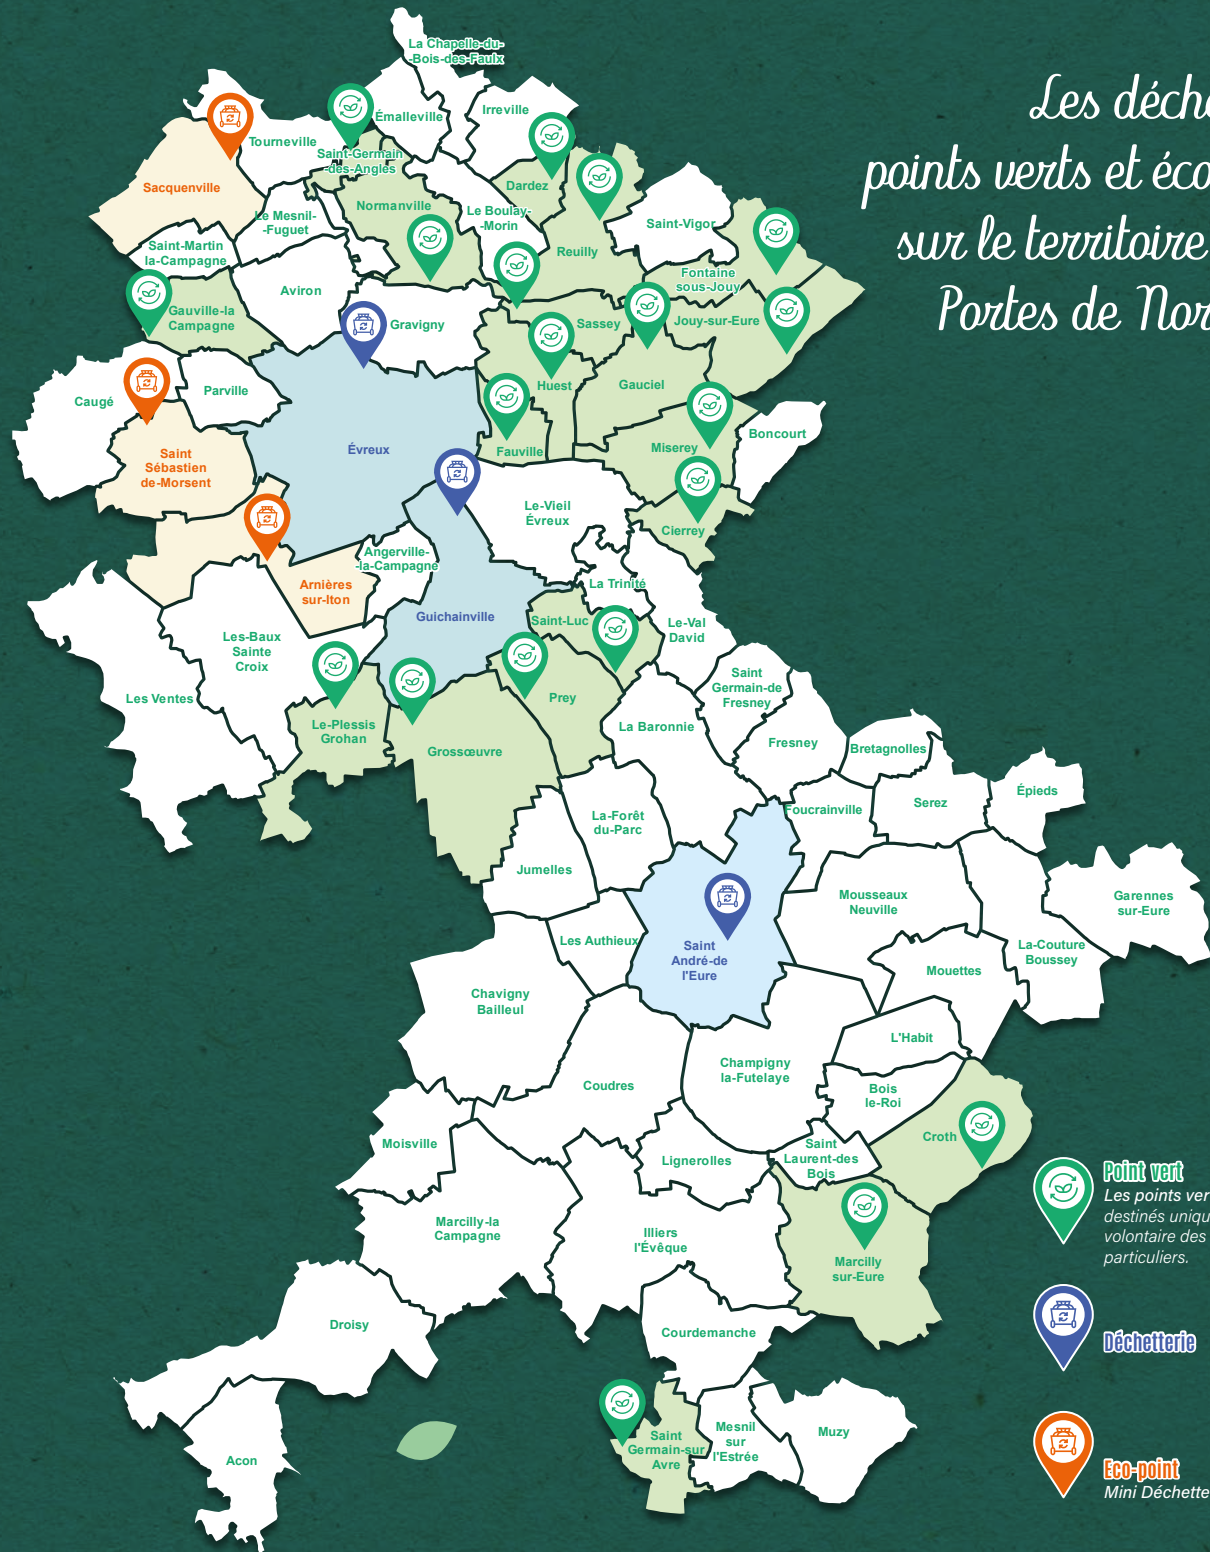 La Chapelle-du-
-Bois-des-Faulx
Les déche
points verts et éco
sur le territoire
Portes de Nor
Irreville
Émalleville
Tourneville
Saint-Germain
-des-Angles
Sacquenville
Dardez
Normanville
Le Mesnil-
-Fuguet
Le Boulay-
-Morin
Saint-Vigor
Saint-Martin
la-Campagne
Reuilly
Fontaine
sous-Jouy
Aviron
Gauville-la
Campagne
Gravigny
Sassey
Jouy-sur-Eure
Huest
Gauciel
Parville
Caugé
Boncourt
Évreux
Fauville
Miserey
Saint
Sébastien
de-Morsent
Le-Vieil
Évreux
Cierrey
Angerville-
-la-Campagne
La Trinité
Arnières
sur-Iton
Guichainville
Saint-Luc
Le-Val
David
Les-Baux
Sainte
Croix
Les Ventes
Saint
Germain-de
Fresney
Prey
Le-Plessis
Grohan
La Baronnie
Grossœuvre
Fresney
Bretagnolles
Épieds
Foucrainville
Serez
La-Forêt
du-Parc
Jumelles
Mousseaux
Neuville
Garennes
sur-Eure
Les Authieux
Saint
André-de
l'Eure
La-Couture
Boussey
Mouettes
Chavigny
Bailleul
L'Habit
Champigny
la-Futelaye
Coudres
Bois
le-Roi
Croth
Moisville
Saint
Laurent-des
Bois
Lignerolles
Marcilly-la
Campagne
Illiers
l'Évêque
Marcilly
sur-Eure
Droisy
Courdemanche
Saint
Germain-sur
Avre
Mesnil
sur
l'Estrée
Muzy
Acon
Point vert
Les points ver
destinés uniqu
volontaire des
particuliers.
Déchetterie
Eco-point
Mini Déchette